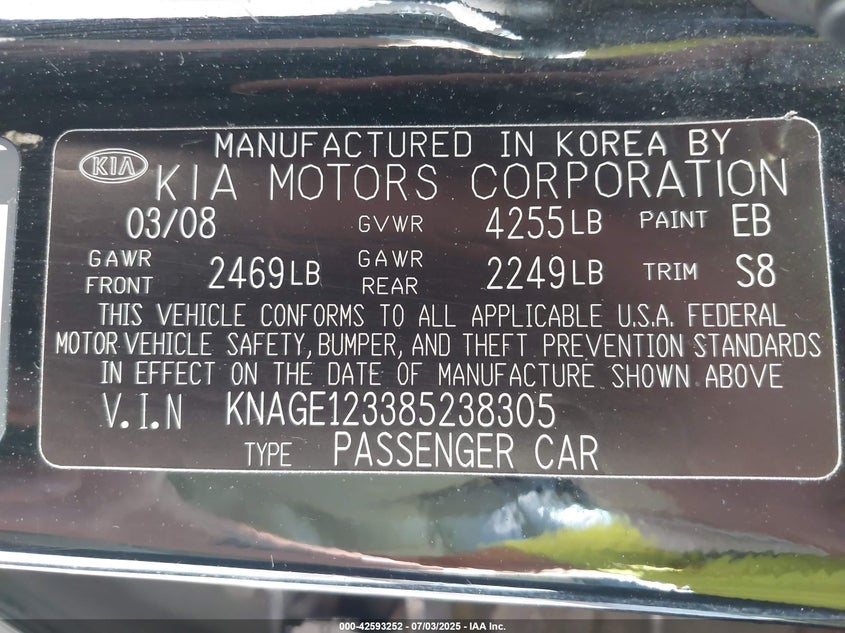 MANUFACTURED IN KOREA BY
KIA KIA MOTORS CORPORATION
03/08 GVWR 4255LB PAINT EB
GAWR FRONT 2469LB GAWR REAR 2249LB TRIM S8
THIS VEHICLE CONFORMS TO ALL APPLICABLE U.S.A. FEDERAL
MOTOR VEHICLE SAFETY, BUMPER, AND THEFT PREVENTION STANDARDS
IN EFFECT ON THE DATE OF MANUFACTURE SHOWN ABOVE
V.I.N KNAGE123385238305
TYPE PASSENGER CAR
000-42593252 - 07/03/2025 - IAA Inc.